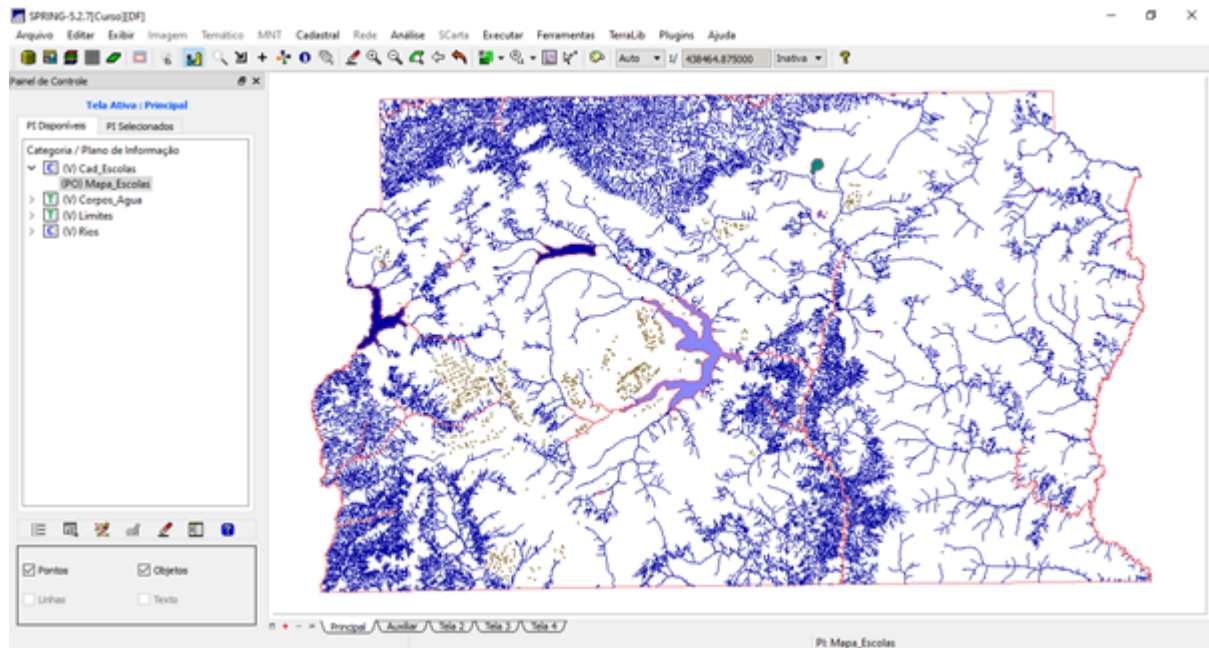 SPRING-5.2.7[Curso][DF]
Arquivo Editar Exibir Imagem Temático MNT Cadastral Rede Análise SCarta Executar Ferramentas TerraLib Plugins Ajuda
Auto 1/ 438464.875000 Inativa
Painel de Controle
Tela Ativa : Principal
PI Disponíveis PI Selecionados
Categoria / Plano de Informação
(V) Cad_Escolas
(PO) Mapa_Escolas
(V) Corpos_Agua
(V) Limites
(V) Rios
Pontos Objetos
Linhas Texto
Principal Auxiliar Tela 2 Tela 3 Tela 4
PI: Mapa_Escolas